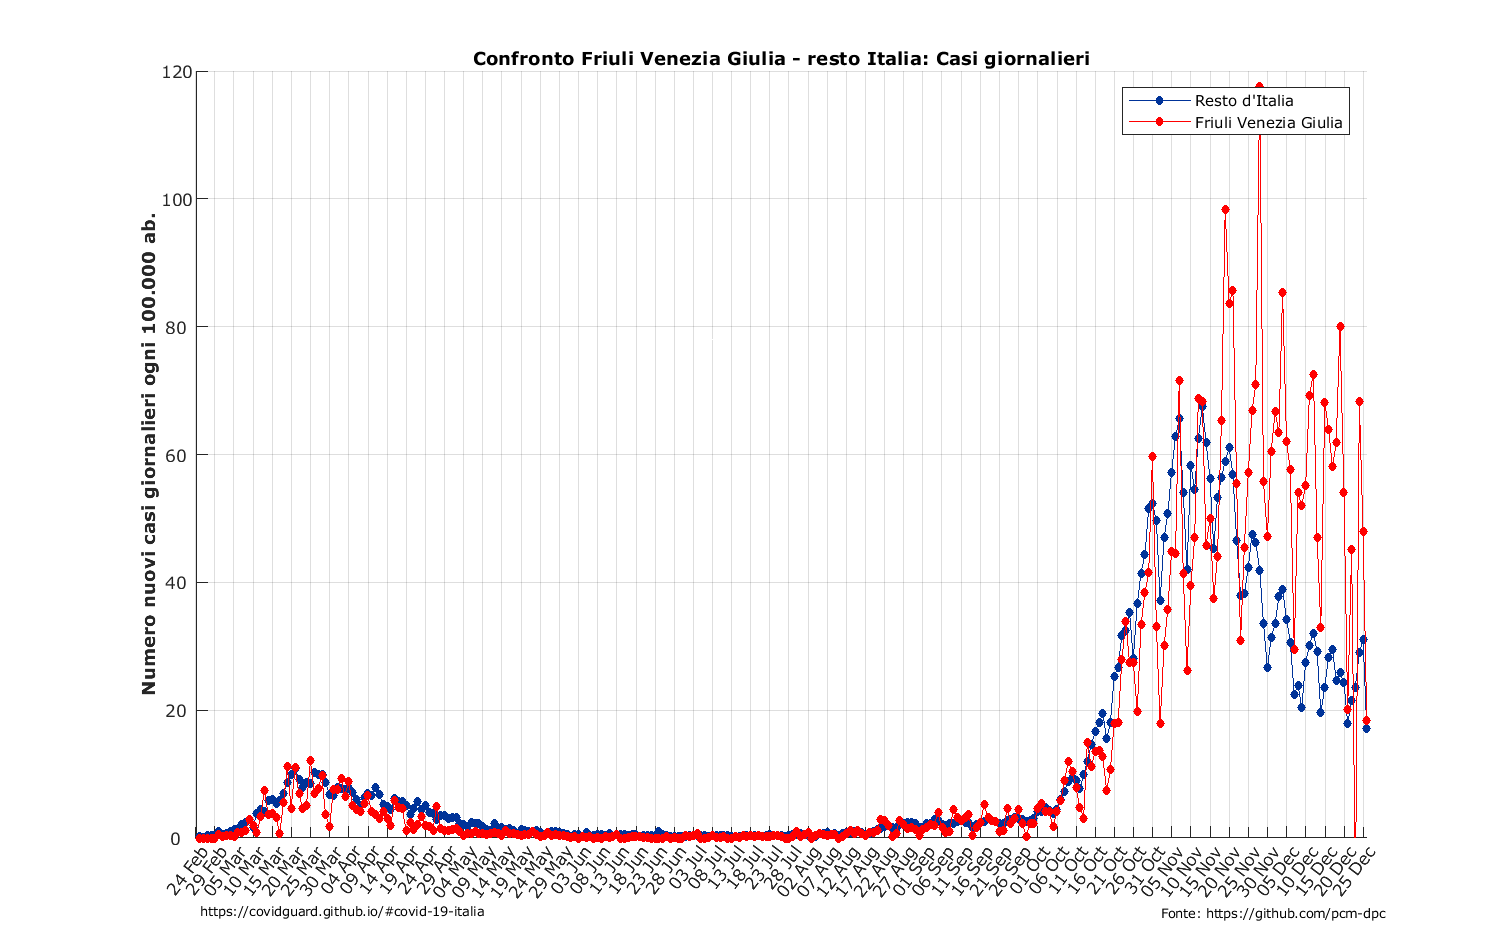 Confronto Friuli Venezia Giulia - resto Italia: Casi giornalieri
Resto d'Italia
Friuli Venezia Giulia
Numero nuovi casi giornalieri ogni 100.000 ab.
120
100
80
60
40
20
0
24 Feb
29 Feb
05 Mar
10 Mar
15 Mar
20 Mar
25 Mar
30 Mar
04 Apr
09 Apr
14 Apr
19 Apr
24 Apr
29 Apr
04 May
09 May
14 May
19 May
24 May
29 May
03 Jun
08 Jun
13 Jun
18 Jun
23 Jun
28 Jun
03 Jul
08 Jul
13 Jul
18 Jul
23 Jul
28 Jul
02 Aug
07 Aug
12 Aug
17 Aug
22 Aug
27 Aug
01 Sep
06 Sep
11 Sep
16 Sep
21 Sep
26 Sep
01 Oct
06 Oct
11 Oct
16 Oct
21 Oct
26 Oct
31 Oct
05 Nov
10 Nov
15 Nov
20 Nov
25 Nov
30 Nov
05 Dec
10 Dec
15 Dec
20 Dec
25 Dec
https://covidguard.github.io/#covid-19-italia
Fonte: https://github.com/pcm-dpc